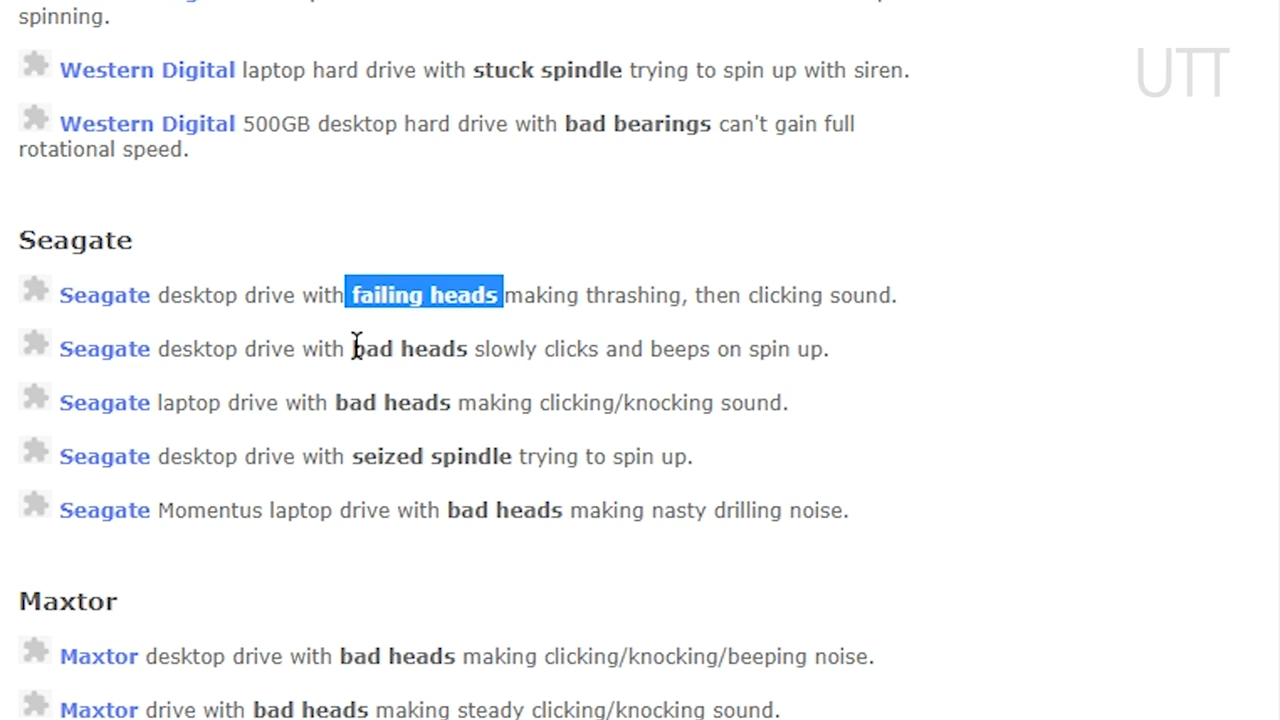 spinning.
Western Digital laptop hard drive with stuck spindle trying to spin up with siren.
UTT
Western Digital 500GB desktop hard drive with bad bearings can't gain full
rotational speed.
Seagate
Seagate desktop drive with failing heads making thrashing, then clicking sound.
Seagate desktop drive with bad heads slowly clicks and beeps on spin up.
Seagate laptop drive with bad heads making clicking/knocking sound.
Seagate desktop drive with seized spindle trying to spin up.
Seagate Momentus laptop drive with bad heads making nasty drilling noise.
Maxtor
Maxtor desktop drive with bad heads making clicking/knocking/beeping noise.
Maxtor drive with bad heads making steady clicking/knocking sound.